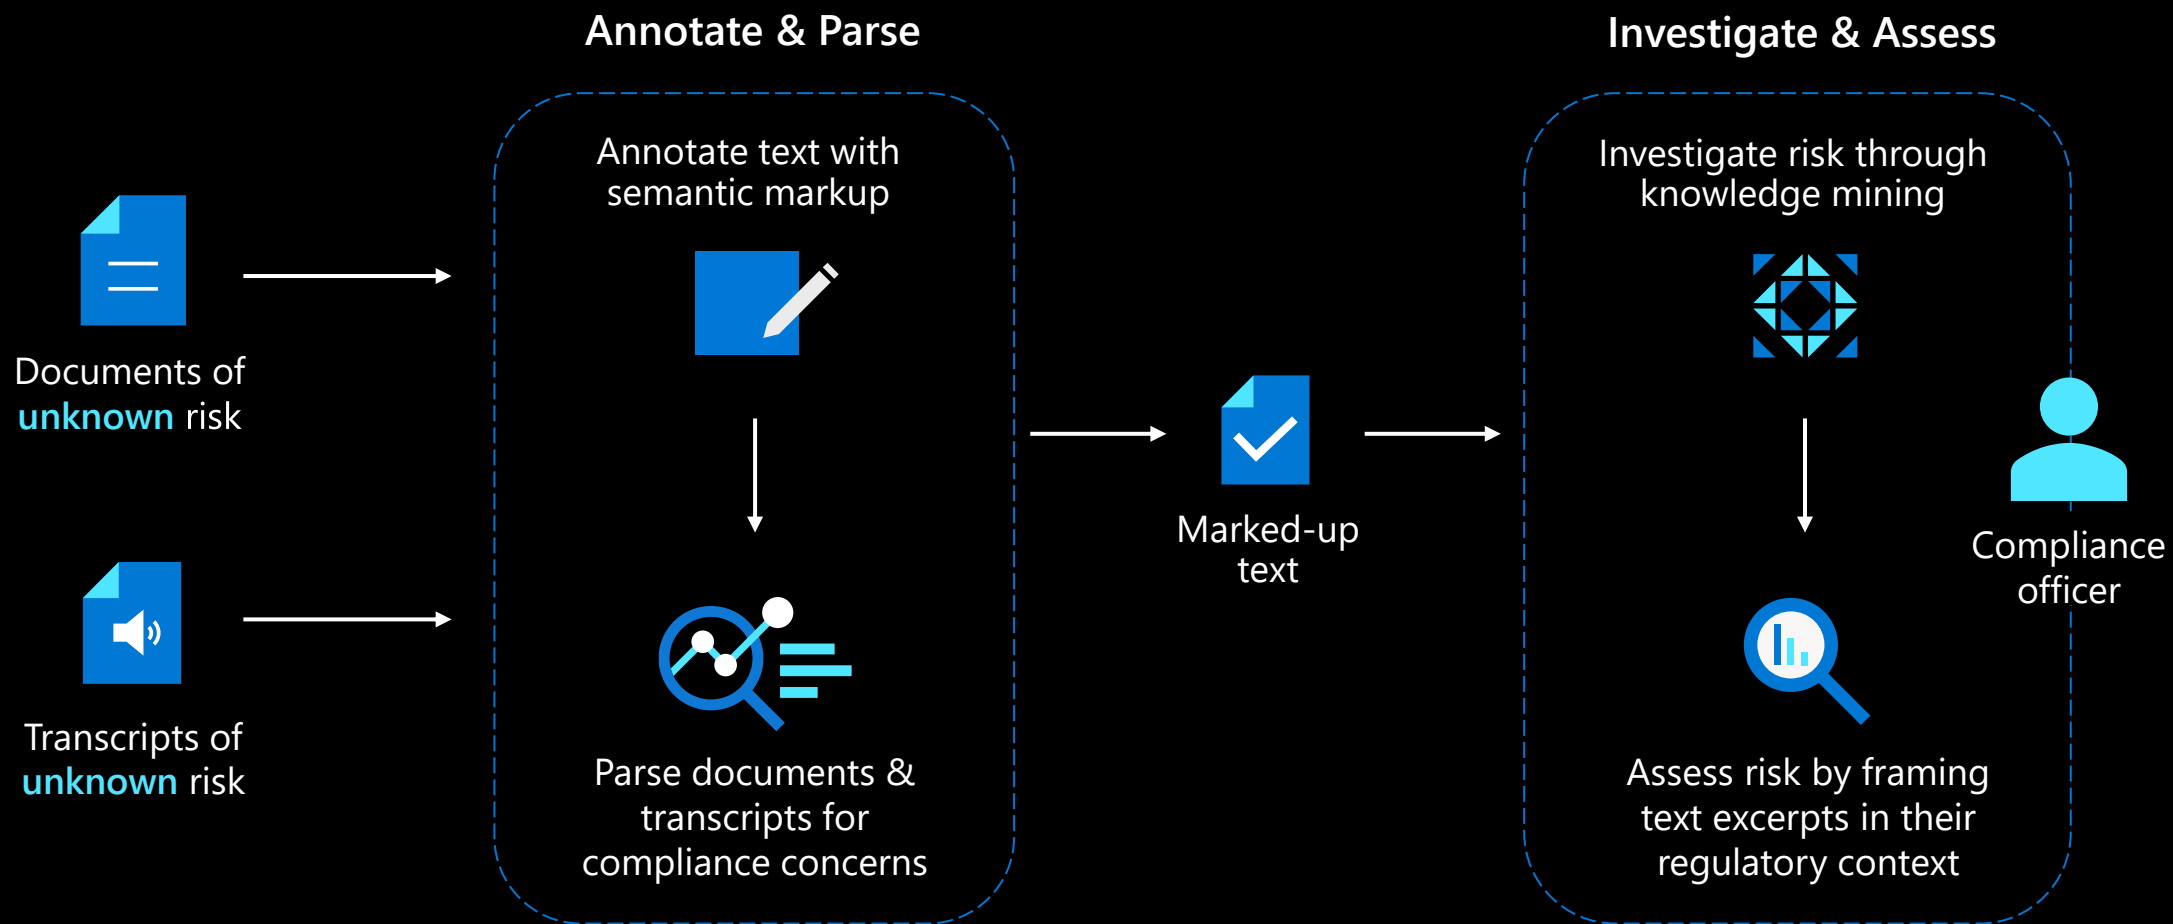 Annotate & Parse
Investigate & Assess
Documents of
unknown risk
Transcripts of
unknown risk
Annotate text with
semantic markup
Parse documents &
transcripts for
compliance concerns
Marked-up
text
Investigate risk through
knowledge mining
Assess risk by framing
text excerpts in their
regulatory context
Compliance
officer